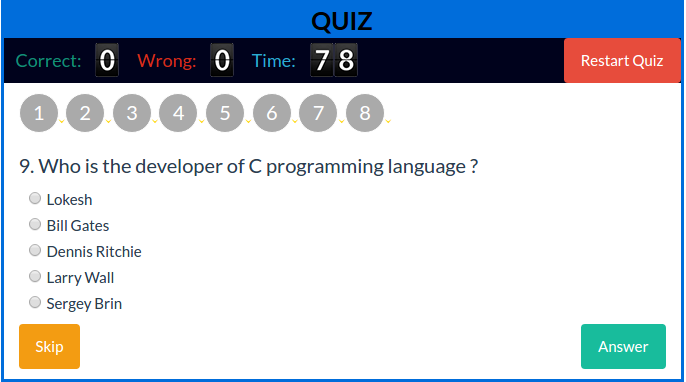 QUIZ
Correct: 0 Wrong: 0 Time: 78 Restart Quiz
1 2 3 4 5 6 7 8
9. Who is the developer of C programming language ?
Lokesh
Bill Gates
Dennis Ritchie
Larry Wall
Sergey Brin
Skip Answer